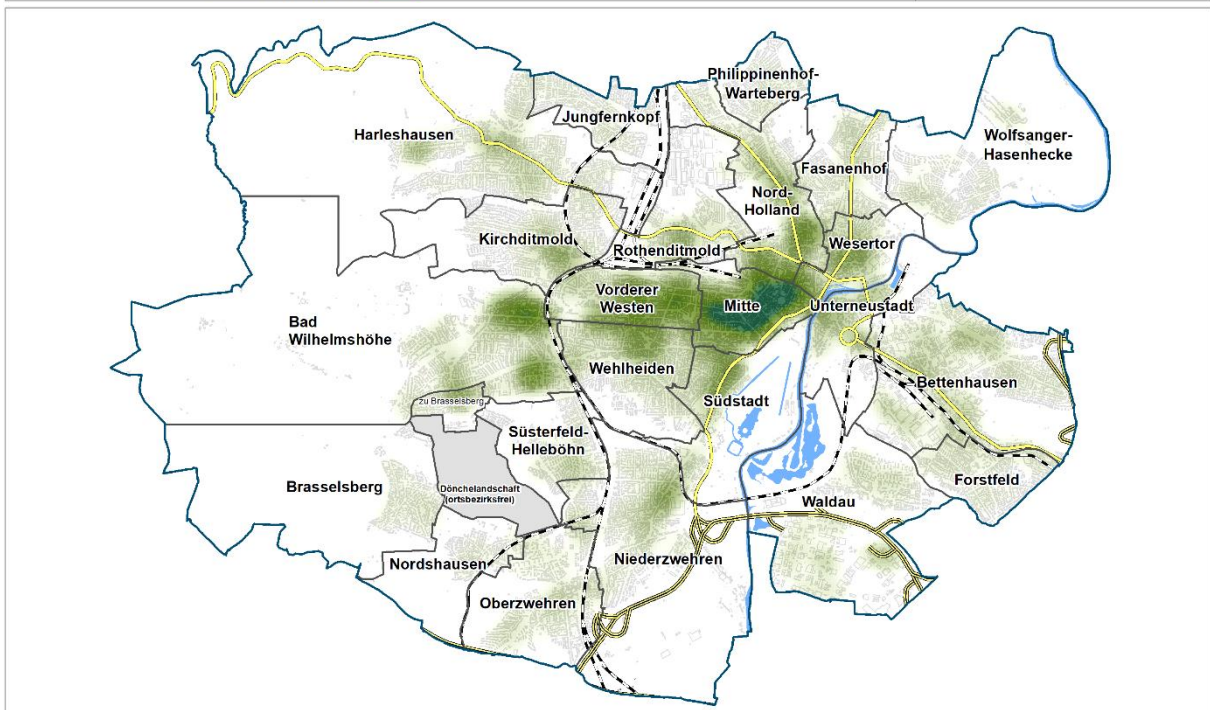 Philippinenhof-
Warteberg
Jungfernkopf
Harleshausen
Wolfsanger-
Hasenhecke
Fasanenhof
Nord-
Holland
Kirchditmold
Rothenditmold
Wesertor
Vorderer
Westen
Mitte
Unterneustadt
Bad
Wilhelmshöhe
Wehlheiden
Bettenhausen
zu Brasselsberg
Südstadt
Süsterfeld-
Helleböhn
Brasselsberg
Dönchelandschaft
(ortsbezirksfrei)
Forstfeld
Waldau
Nordshausen
Niederzwehren
Oberzwehren